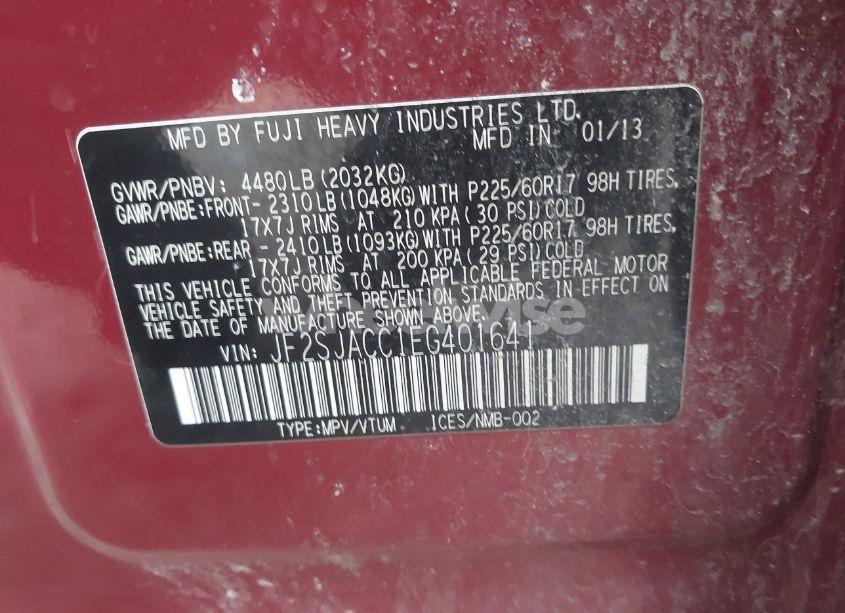 MFD BY FUJI HEAVY INDUSTRIES LTD.
MFD IN 01/13
GVWR/PNBV: 4480LB(2032KG)
GAWR/PNBE:FRONT- 2310LB(1048KG)WITH P225/60R17 98H TIRES,
17X7J RIMS AT 210 KPA( 30 PSI)COLD
GAWR/PNBE:REAR - 2410LB(1093KG)WITH P225/60R17 98H TIRES,
17X7J RIMS AT 200 KPA( 29 PSI)COLD
THIS VEHICLE CONFORMS TO ALL APPLICABLE FEDERAL MOTOR
VEHICLE SAFETY AND THEFT PREVENTION STANDARDS IN EFFECT ON
THE DATE OF MANUFACTURE SHOWN ABOVE.
VIN: JF2SJACC1EG401641
TYPE:MPV/VTUM ICES/NMB-002